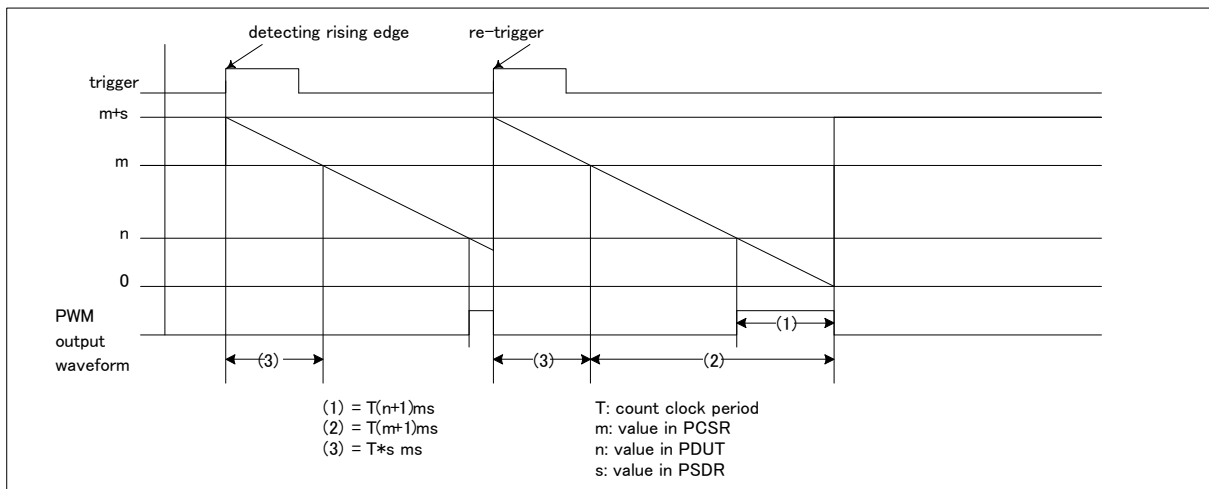 detecting rising edge
re-trigger
trigger
m+s
m
n
0
PWM
output
waveform
(1)
(3)
(3)
(2)
(1) = T(n+1)ms
(2) = T(m+1)ms
(3) = T*s ms
T: count clock period
m: value in PCSR
n: value in PDUT
s: value in PSDR